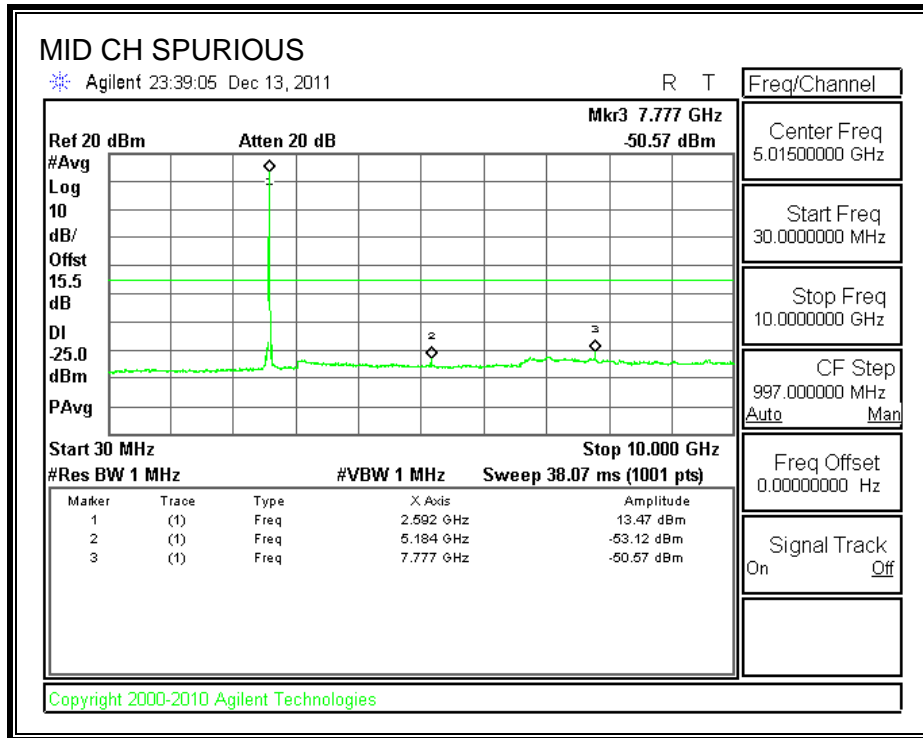 MID CH SPURIOUS
Agilent 23:39:05 Dec 13, 2011 R T
Mkr3 7.777 GHz
Ref 20 dBm Atten 20 dB -50.57 dBm
#Avg
Log
10
dB/
Offst
15.5
dB
DI
-25.0
dBm
PAvg
1
2
3
Start 30 MHz Stop 10.000 GHz
#Res BW 1 MHz #VBW 1 MHz Sweep 38.07 ms (1001 pts)
Marker Trace Type X Axis Amplitude
1 (1) Freq 2.592 GHz 13.47 dBm
2 (1) Freq 5.184 GHz -53.12 dBm
3 (1) Freq 7.777 GHz -50.57 dBm
Freq/Channel
Center Freq
5.01500000 GHz
Start Freq
30.0000000 MHz
Stop Freq
10.0000000 GHz
CF Step
997.000000 MHz
Auto Man
Freq Offset
0.00000000 Hz
Signal Track
On Off
Copyright 2000-2010 Agilent Technologies